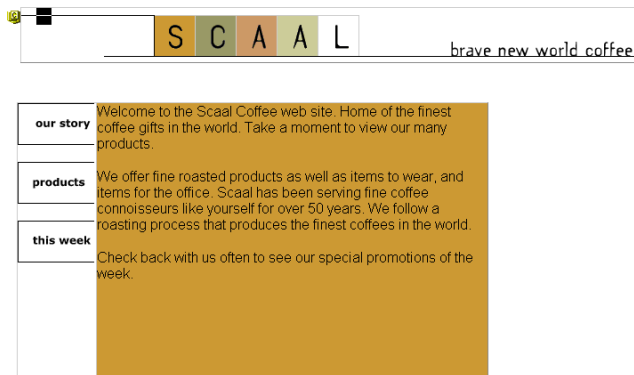 SCAAL
brave new world coffee
our story
products
this week
Welcome to the Scaal Coffee web site. Home of the finest
coffee gifts in the world. Take a moment to view our many
products.
We offer fine roasted products as well as items to wear, and
items for the office. Scaal has been serving fine coffee
connoisseurs like yourself for over 50 years. We follow a
roasting process that produces the finest coffees in the world.
Check back with us often to see our special promotions of the
week.